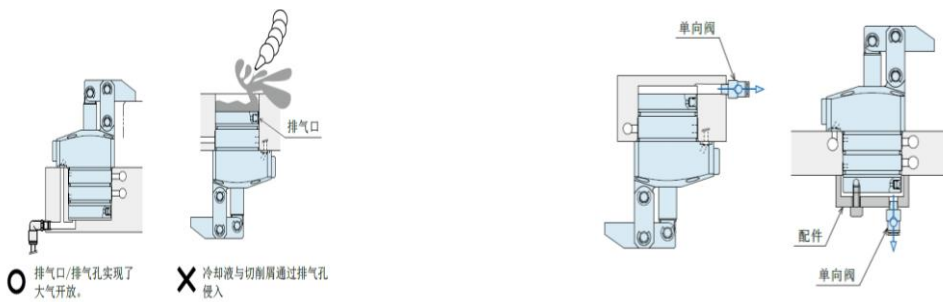 单向阀
排气口
配件
单向阀
排气口/排气孔实现了
大气开放。
冷却液与切削屑通过排气孔
侵入